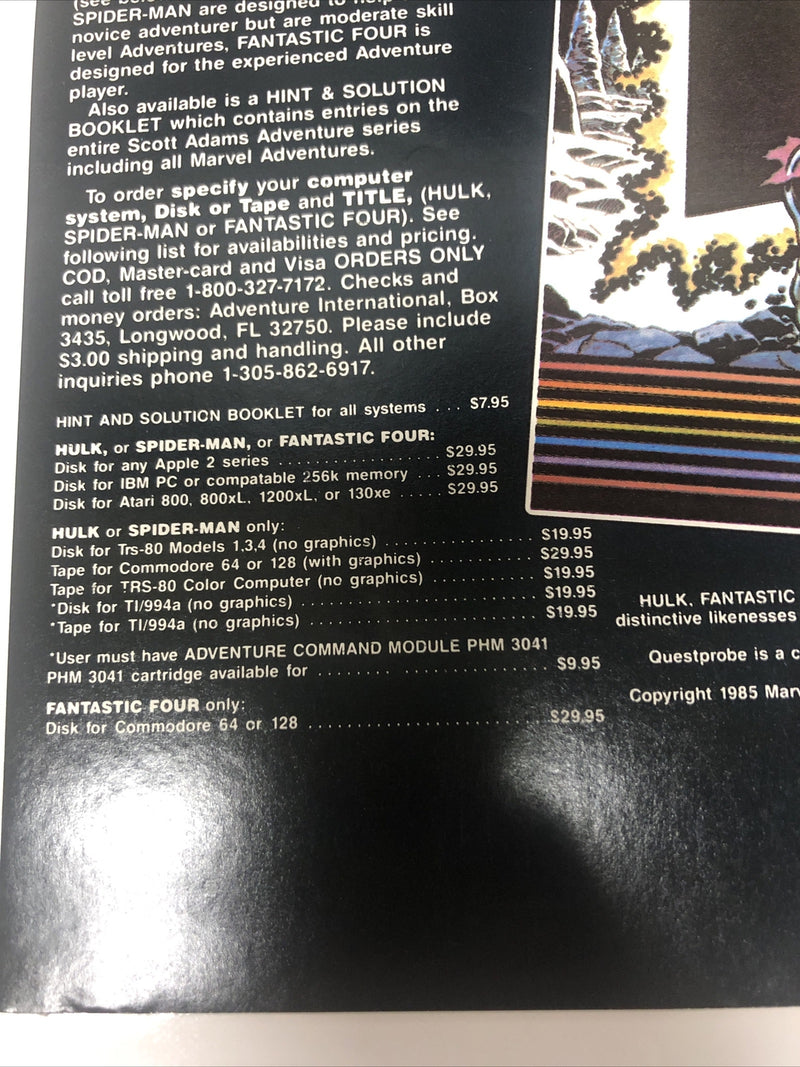 (see below
SPIDER-MAN are designed to help
novice adventurer but are moderate skill
level Adventures, FANTASTIC FOUR is
designed for the experienced Adventure
player.
Also available is a HINT & SOLUTION
BOOKLET which contains entries on the
entire Scott Adams Adventure series
including all Marvel Adventures.
To order specify your computer
system, Disk or Tape and TITLE, (HULK,
SPIDER-MAN or FANTASTIC FOUR). See
following list for availabilities and pricing.
COD, Master-card and Visa ORDERS ONLY
call toll free 1-800-327-7172. Checks and
money orders: Adventure International, Box
3435, Longwood, FL 32750. Please include
$3.00 shipping and handling. All other
inquiries phone 1-305-862-6917.
HINT AND SOLUTION BOOKLET for all systems . . . $7.95
HULK, or SPIDER-MAN, or FANTASTIC FOUR:
Disk for any Apple 2 series . . . . . . . . . . . . . . . . . . $29.95
Disk for IBM PC or compatable 256k memory . . . $29.95
Disk for Atari 800, 800xL, 1200xL, or 130xe . . . . . $29.95
HULK or SPIDER-MAN only:
Disk for Trs-80 Models 1,3,4 (no graphics) . . . . . . . . . . . . . . . . $19.95
Tape for Commodore 64 or 128 (with graphics) . . . . . . . . . . . $29.95
Tape for TRS-80 Color Computer (no graphics) . . . . . . . . . . . $19.95
*Disk for TI/994a (no graphics) . . . . . . . . . . . . . . . . . . . . . . . . $19.95
*Tape for TI/994a (no graphics) . . . . . . . . . . . . . . . . . . . . . . . $19.95
*User must have ADVENTURE COMMAND MODULE PHM 3041
PHM 3041 cartridge available for . . . . . . . . . . . . . . . . . . . . . . $9.95
FANTASTIC FOUR only:
Disk for Commodore 64 or 128 . . . . . . . . . . . . . . . . . . . . . . . $29.95
HULK, FANTASTIC
distinctive likenesses
Questprobe is a
Copyright 1985